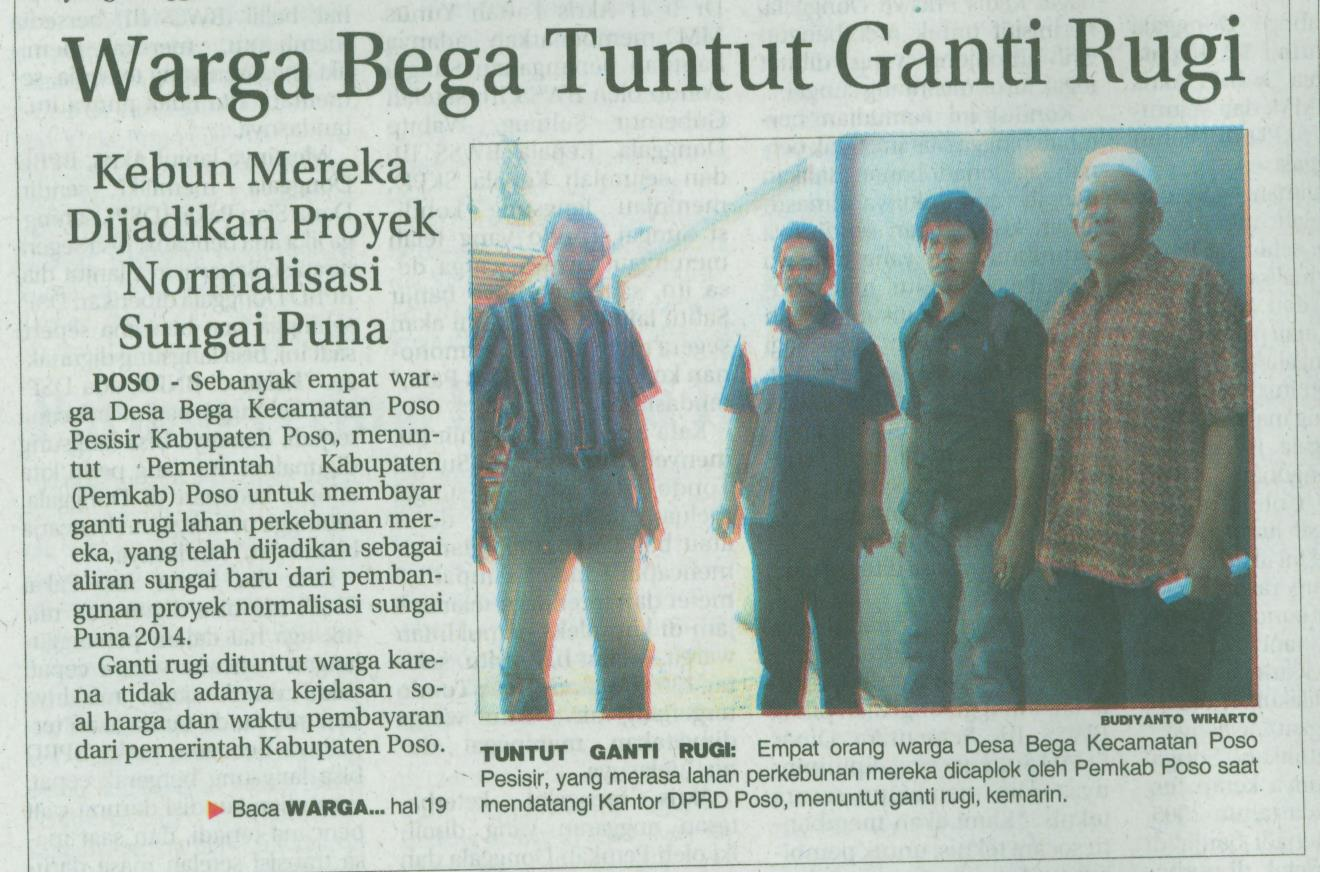 Warga Bega Tuntut Ganti Rugi
Kebun Mereka
Dijadikan Proyek
Normalisasi
Sungai Puna
POSO - Sebanyak empat war-
ga Desa Bega Kecamatan Poso
Pesisir Kabupaten Poso, menun-
tut Pemerintah Kabupaten
(Pemkab) Poso untuk membayar
ganti rugi lahan perkebunan mer-
eka, yang telah dijadikan sebagai
aliran sungai baru dari pemban-
gunan proyek normalisasi sungai
Puna 2014.
Ganti rugi dituntut warga kare-
na tidak adanya kejelasan so-
al harga dan waktu pembayaran
dari pemerintah Kabupaten Poso.
Baca WARGA... hal 19
BUDIYANTO WIHARTO
TUNTUT GANTI RUGI: Empat orang warga Desa Bega Kecamatan Poso
Pesisir, yang merasa lahan perkebunan mereka dicaplok oleh Pemkab Poso saat
mendatangi Kantor DPRD Poso, menuntut ganti rugi, kemarin.